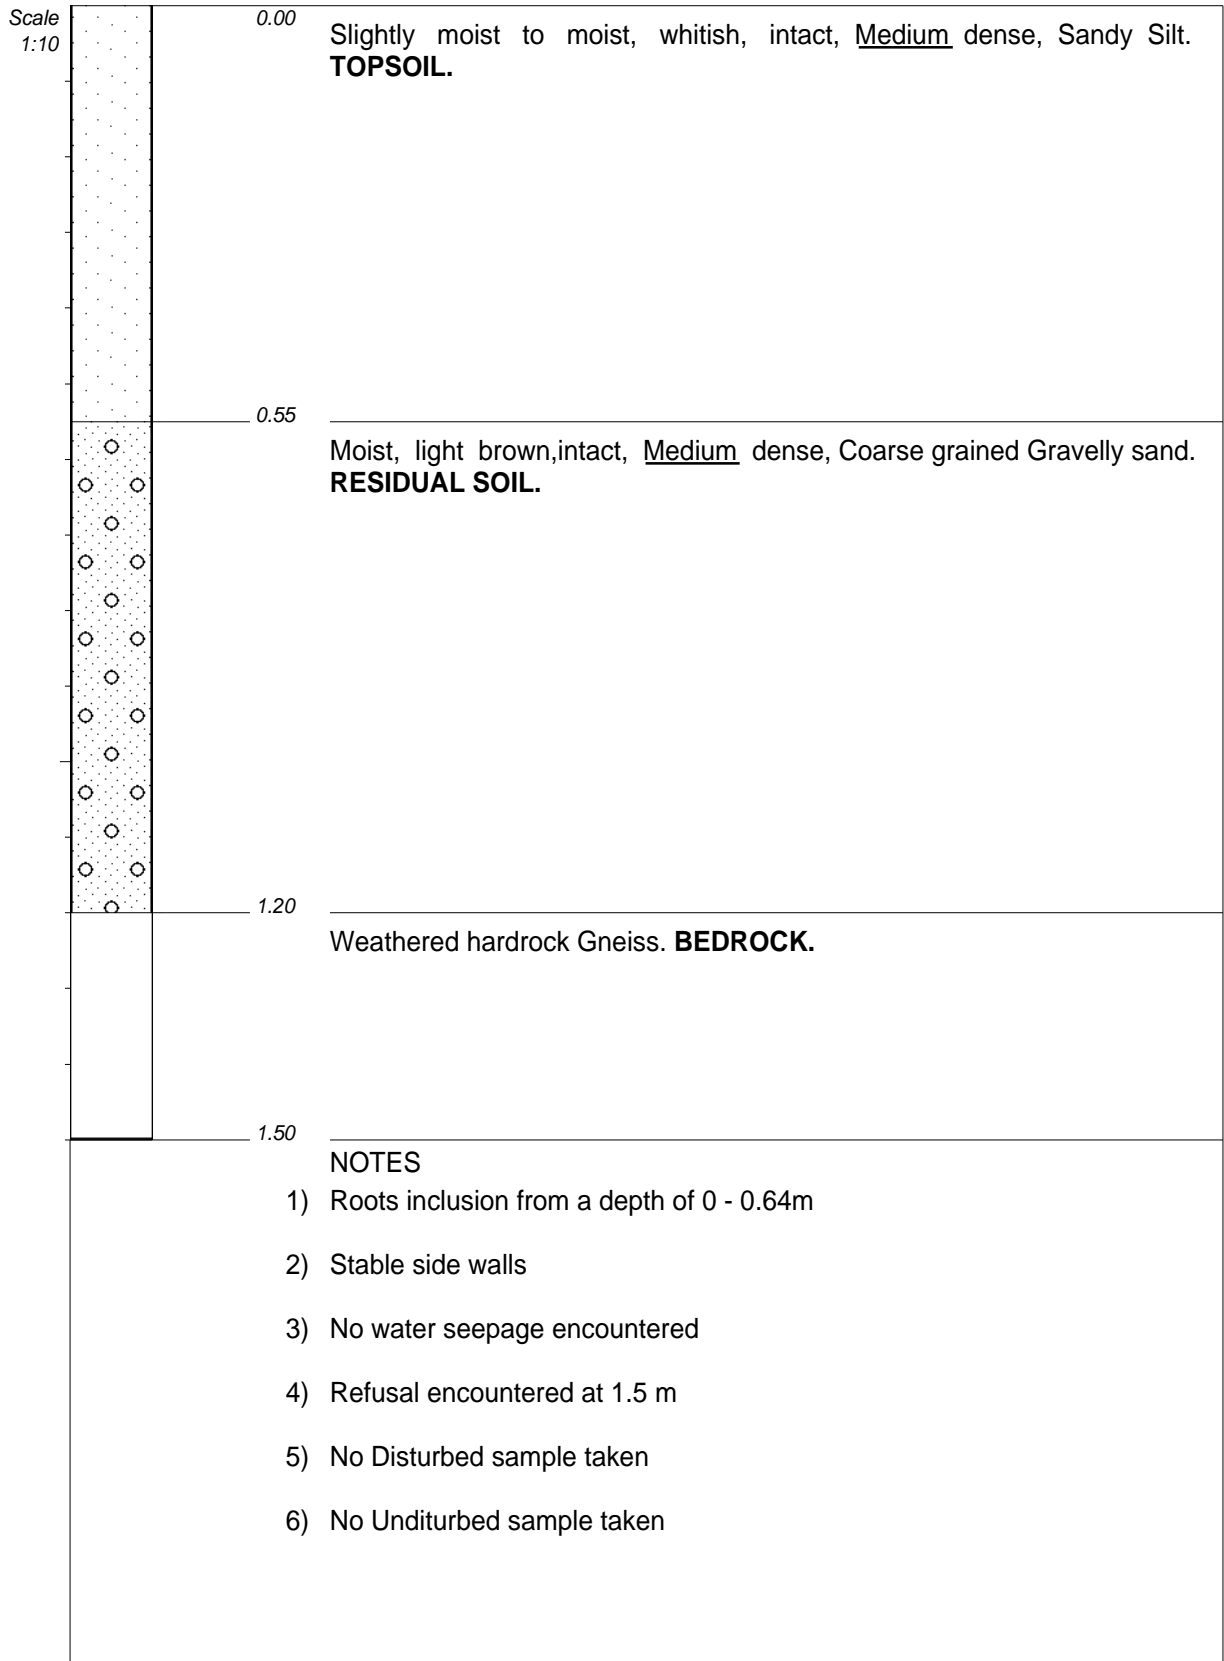 Scale
1:10
0.00
Slightly moist to moist, whitish, intact, Medium dense, Sandy Silt.
TOPSOIL.
0.55
Moist, light brown,intact, Medium dense, Coarse grained Gravelly sand.
RESIDUAL SOIL.
1.20
Weathered hardrock Gneiss. BEDROCK.
1.50
NOTES
1) Roots inclusion from a depth of 0 - 0.64m
2) Stable side walls
3) No water seepage encountered
4) Refusal encountered at 1.5 m
5) No Disturbed sample taken
6) No Unditurbed sample taken